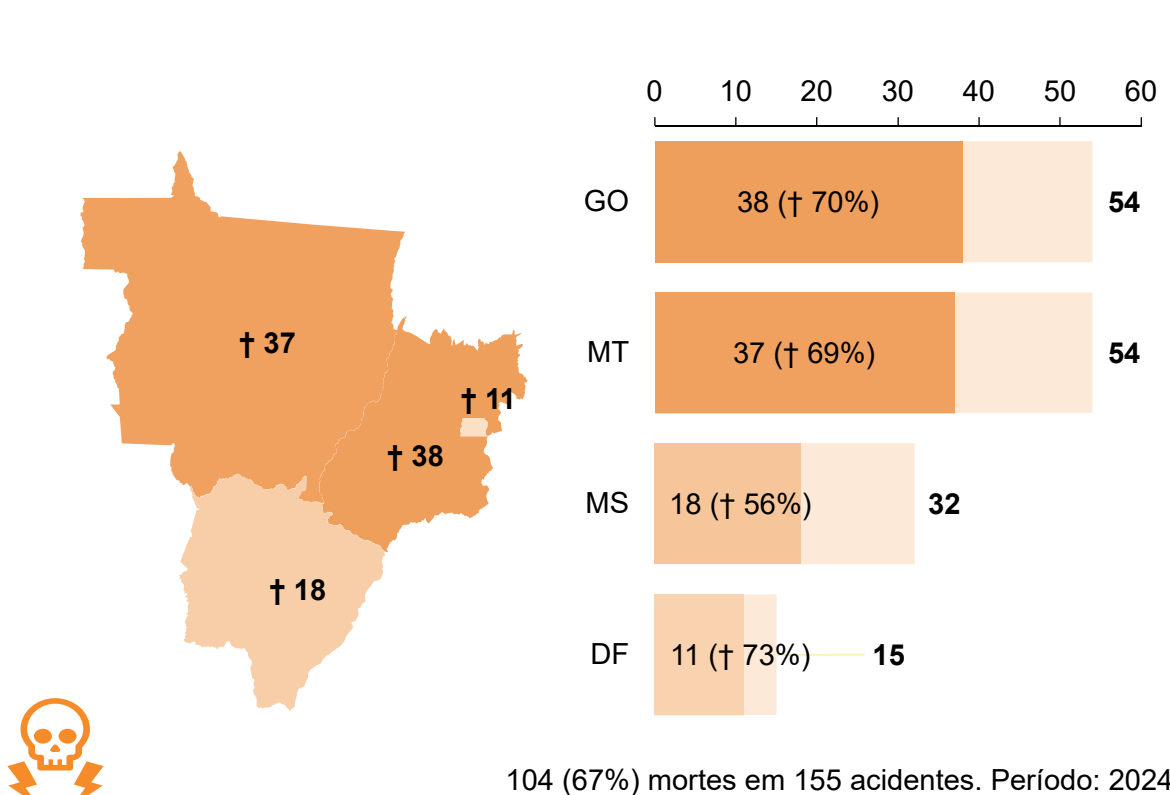 0 10 20 30 40 50 60
GO 38 († 70%) 54
MT 37 († 69%) 54
MS 18 († 56%) 32
DF 11 († 73%) 15
† 37
† 11
† 38
† 18
104 (67%) mortes em 155 acidentes. Período: 2024